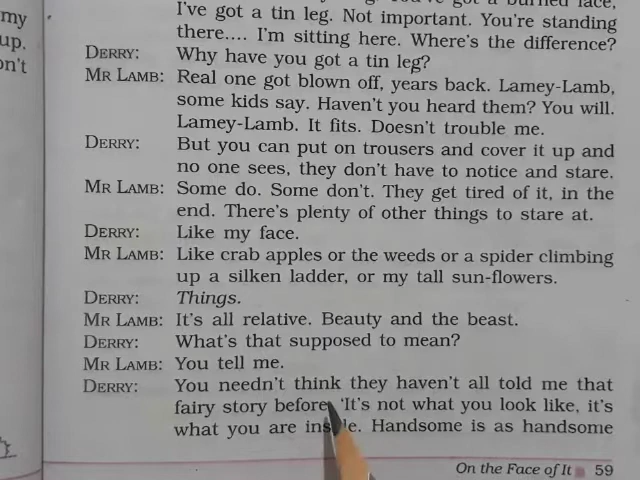 my
I've got a tin leg. Not important. You're standing
up,
there.... I'm sitting here. Where's the difference?
DERRY: Why have you got a tin leg?
MR LAMB: Real one got blown off, years back. Lamey-Lamb,
some kids say. Haven't you heard them? You will.
Lamey-Lamb. It fits. Doesn't trouble me.
DERRY: But you can put on trousers and cover it up and
no one sees, they don't have to notice and stare.
MR LAMB: Some do. Some don't. They get tired of it, in the
end. There's plenty of other things to stare at.
DERRY: Like my face.
MR LAMB: Like crab apples or the weeds or a spider climbing
up a silken ladder, or my tall sun-flowers.
DERRY: Things.
MR LAMB: It's all relative. Beauty and the beast.
DERRY: What's that supposed to mean?
MR LAMB: You tell me.
DERRY: You needn't think they haven't all told me that
fairy story before. 'It's not what you look like, it's
what you are inside. Handsome is as handsome
On the Face of It 59